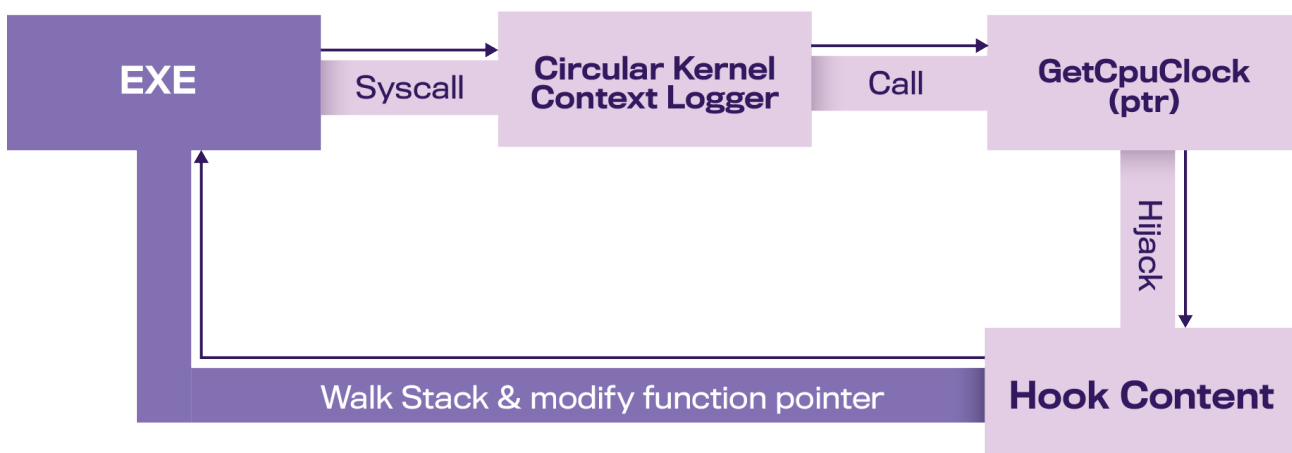 EXE
Syscall
Circular Kernel
Context Logger
Call
GetCpuClock
(ptr)
Hijack
Walk Stack & modify function pointer
Hook Content